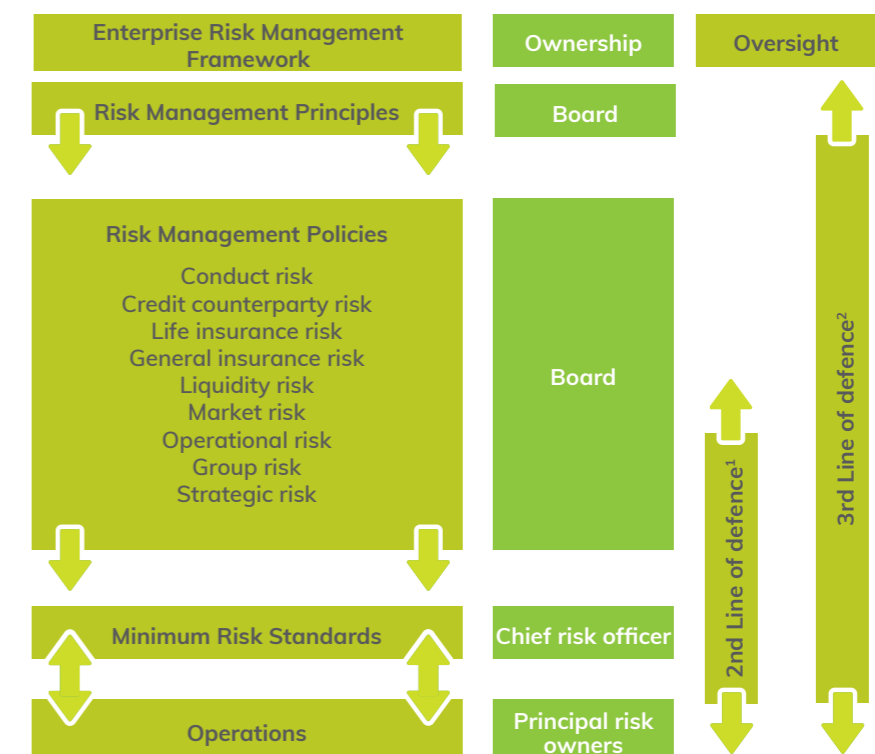 Enterprise Risk Management
Framework
Ownership
Oversight
Risk Management Principles
Board
Risk Management Policies
Conduct risk
Credit counterparty risk
Life insurance risk
General insurance risk
Liquidity risk
Market risk
Operational risk
Group risk
Strategic risk
Board
2nd Line of defence¹
3rd Line of defence²
Minimum Risk Standards
Chief risk officer
Operations
Principal risk
owners